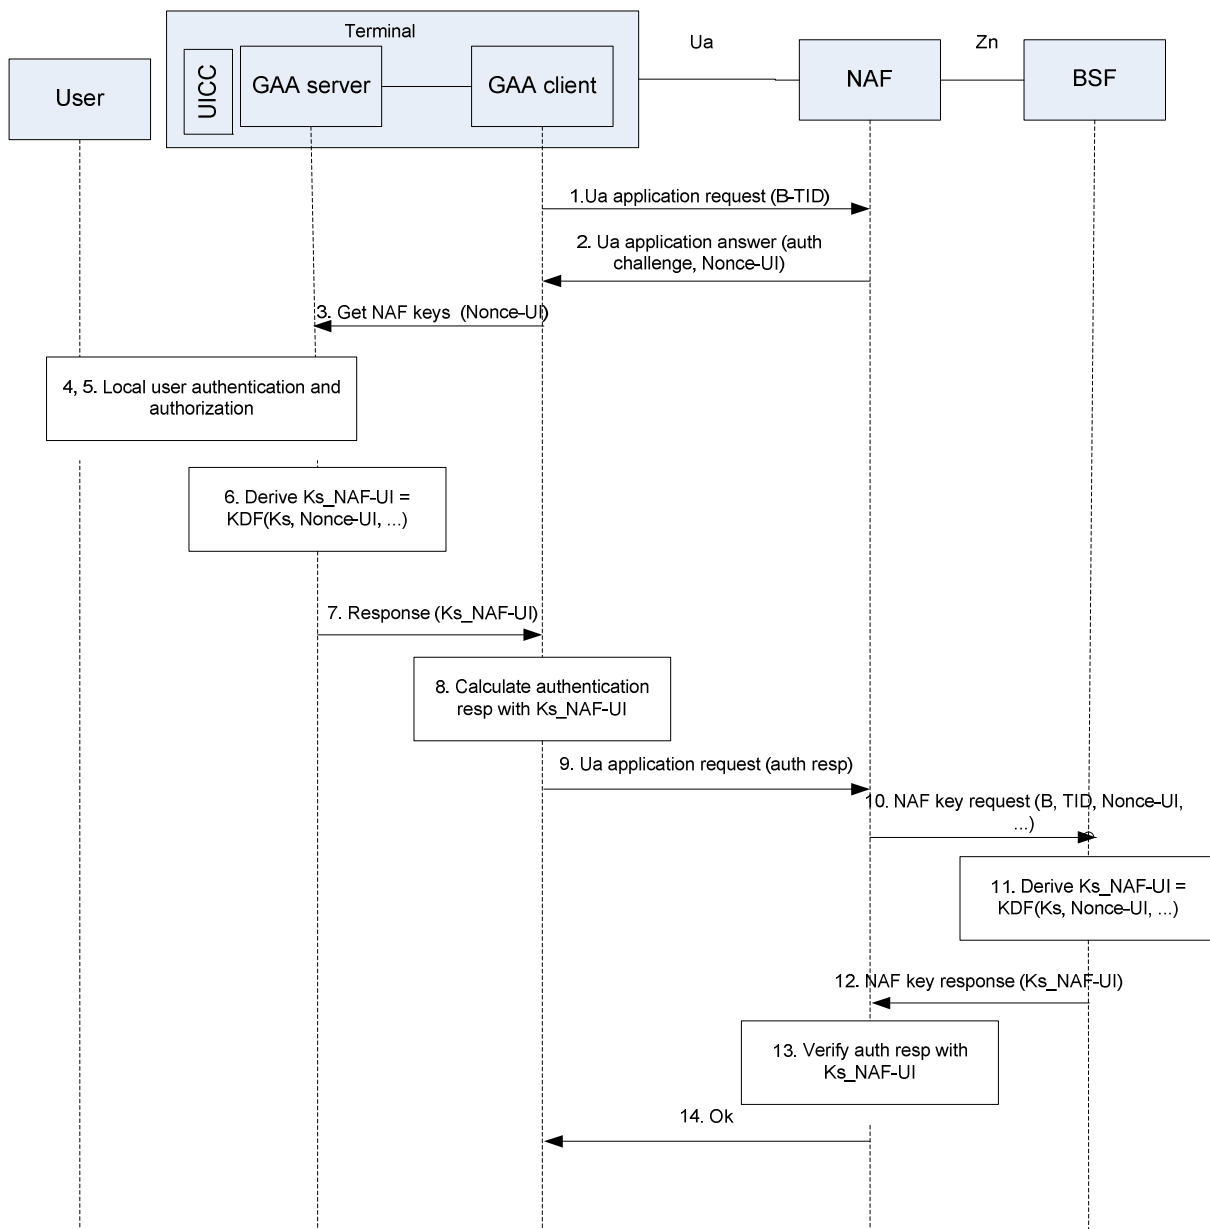 Terminal
Ua
Zn
User
UICC
GAA server
GAA client
NAF
BSF
1.Ua application request (B-TID)
2. Ua application answer (auth
challenge, Nonce-UI)
3. Get NAF keys (Nonce-UI)
4, 5. Local user authentication and
authorization
6. Derive Ks_NAF-UI =
KDF(Ks, Nonce-UI, ...)
7. Response (Ks_NAF-UI)
8. Calculate authentication
resp with Ks_NAF-UI
9. Ua application request (auth resp)
10. NAF key request (B, TID, Nonce-UI,
...)
11. Derive Ks_NAF-UI =
KDF(Ks, Nonce-UI, ...)
12. NAF key response (Ks_NAF-UI)
13. Verify auth resp with
Ks_NAF-UI
14. Ok